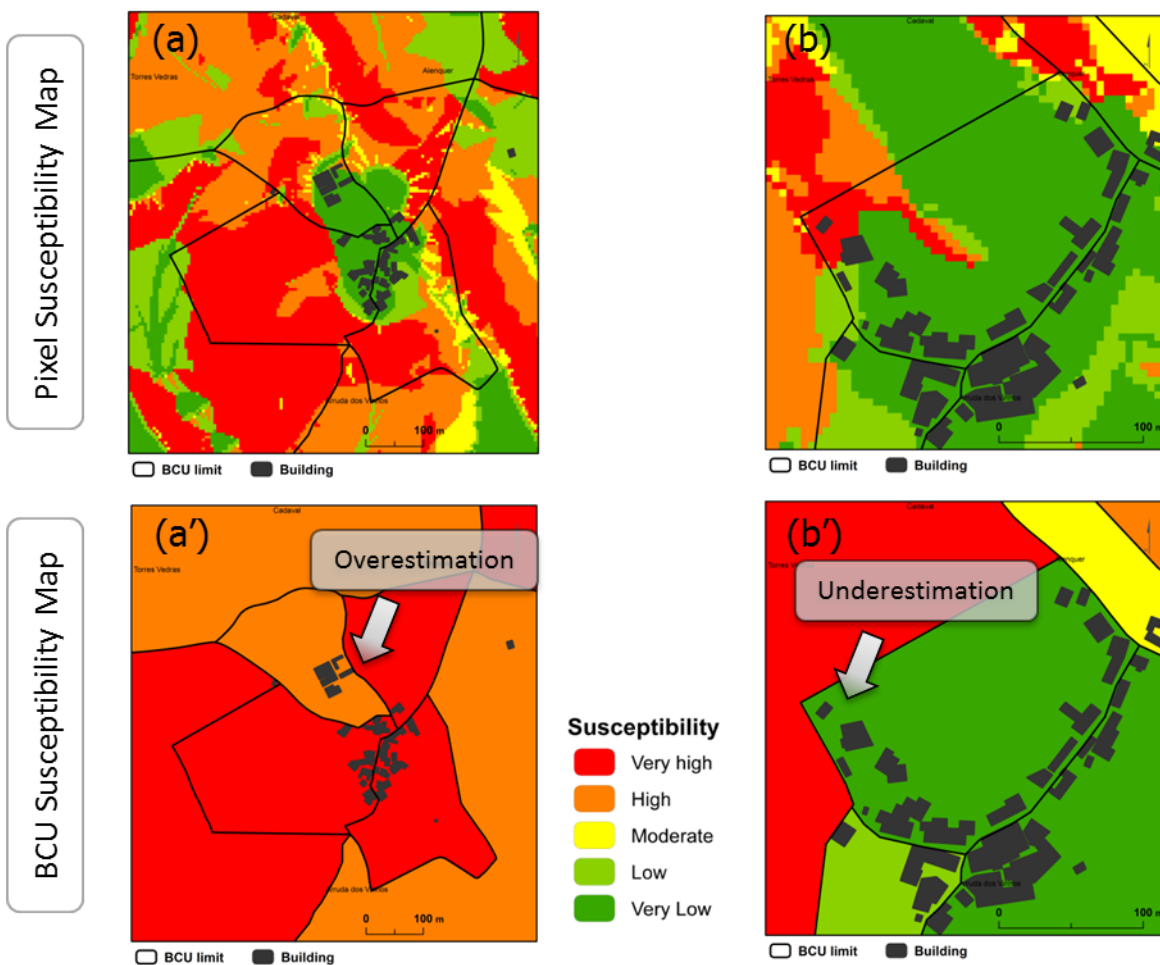 Pixel Susceptibility Map
(a)
Cadaval
Torres Vedras
Alenquer
Arruda dos Vinhos
0 100 m
BCU limit Building
(b)
Cadaval
Torres Vedras
Arruda dos Vinhos
0 100 m
BCU limit Building
BCU Susceptibility Map
(a')
Cadaval
Torres Vedras
Overestimation
Arruda dos Vinhos
0 100 m
BCU limit Building
Susceptibility
Very high
High
Moderate
Low
Very Low
(b')
Cadaval
Torres Vedras
Underestimation
Arruda dos Vinhos
0 100 m
BCU limit Building